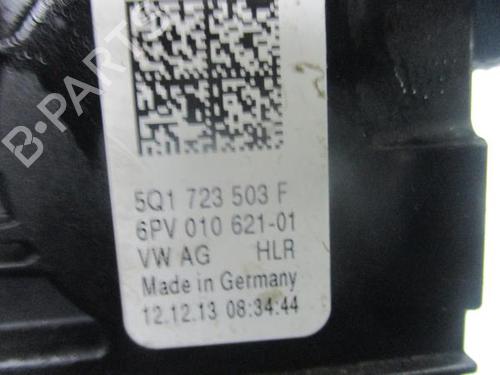 B-PARTS
5Q1 723 503 F
6PV 010 621-01
VW AG HLR
Made in Germany
12.12.13 08:34:44